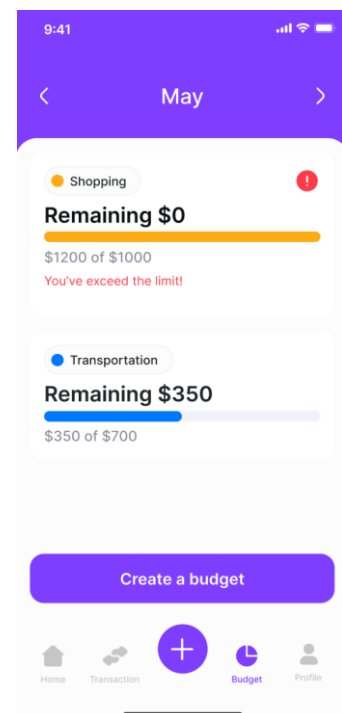 9:41
May
Shopping
Remaining $0
$1200 of $1000
You've exceed the limit!
Transportation
Remaining $350
$350 of $700
Create a budget
Home
Transaction
Budget
Profile